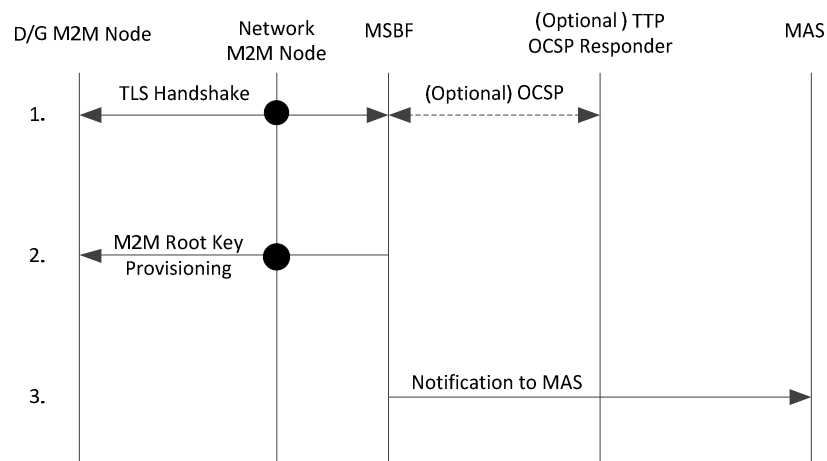 D/G M2M Node
Network
M2M Node
MSBF
(Optional ) TTP
OCSP Responder
MAS
1.
TLS Handshake
(Optional) OCSP
2.
M2M Root Key
Provisioning
3.
Notification to MAS